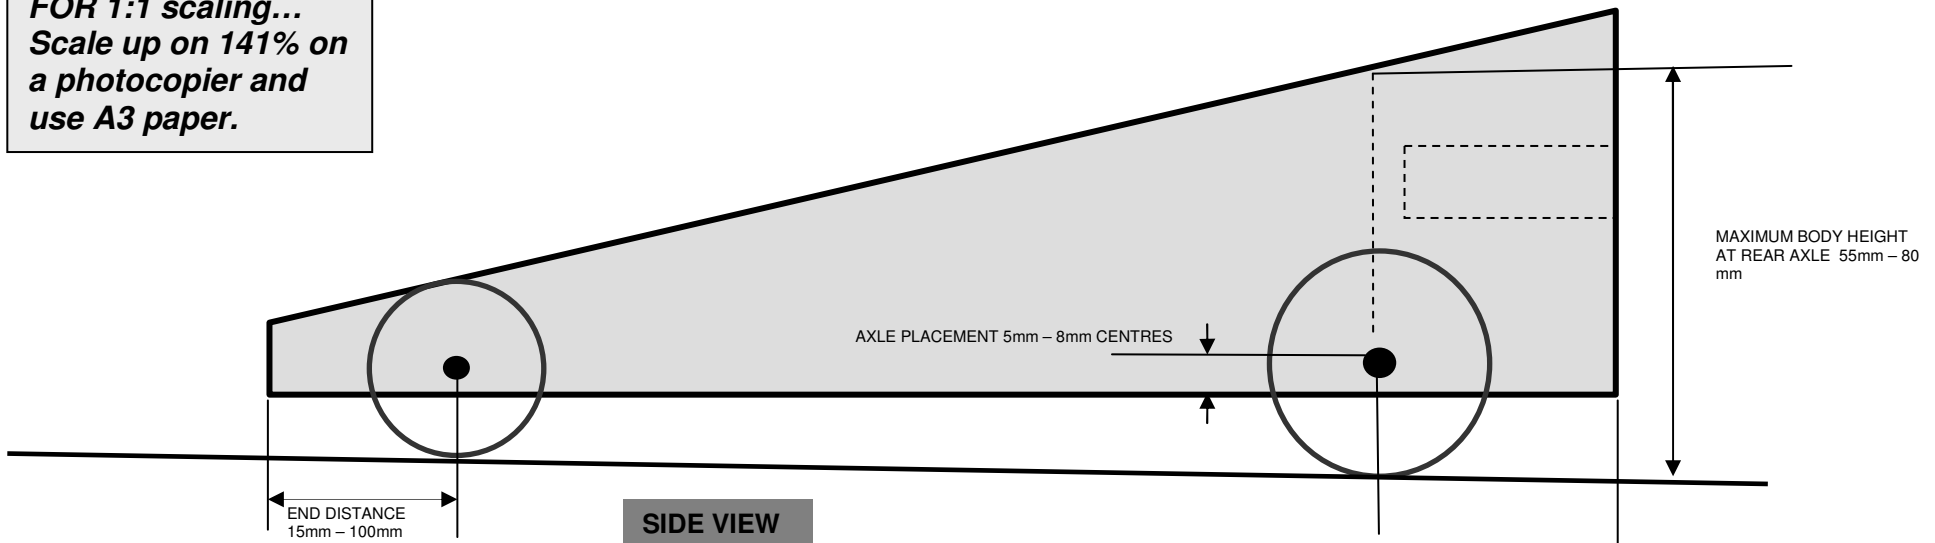 FOR 1:1 scaling...
Scale up on 141% on
a photocopier and
use A3 paper.
MAXIMUM BODY HEIGHT
AT REAR AXLE 55mm – 80
mm
AXLE PLACEMENT 5mm – 8mm CENTRES
END DISTANCE
15mm – 100mm
SIDE VIEW